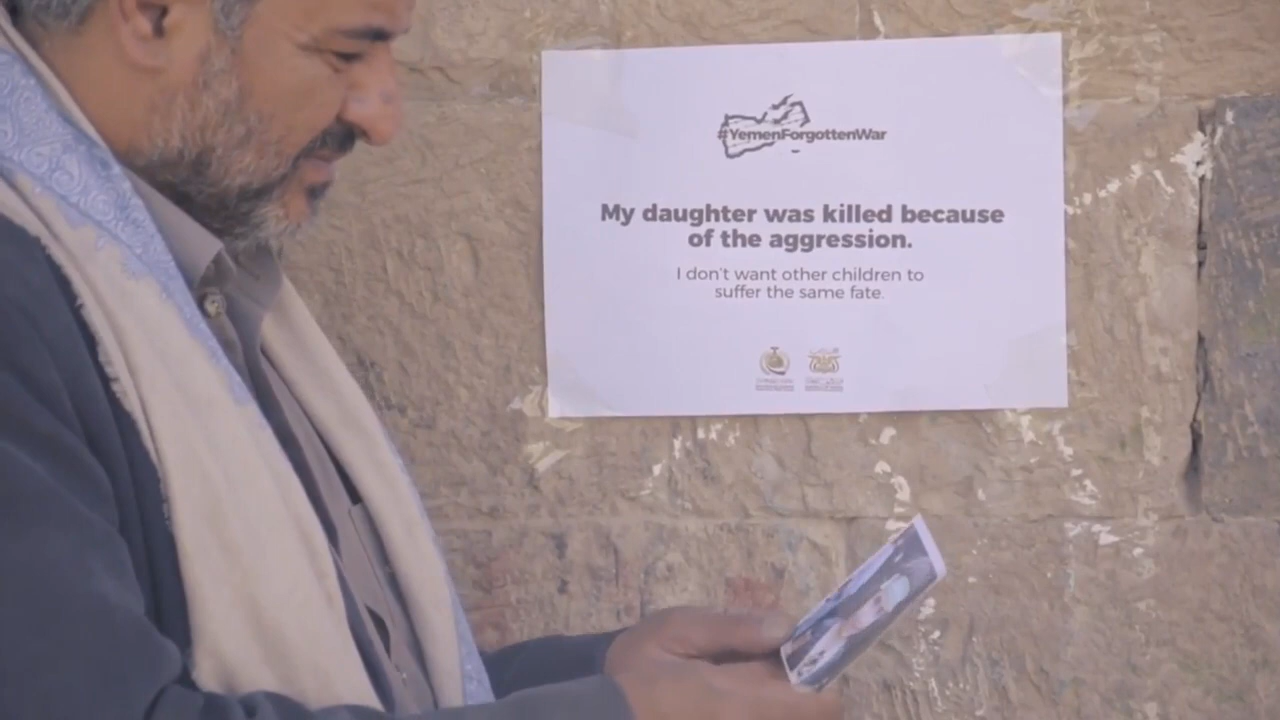 #YemenForgottenWar
My daughter was killed because
of the aggression.
I don't want other children to
suffer the same fate.